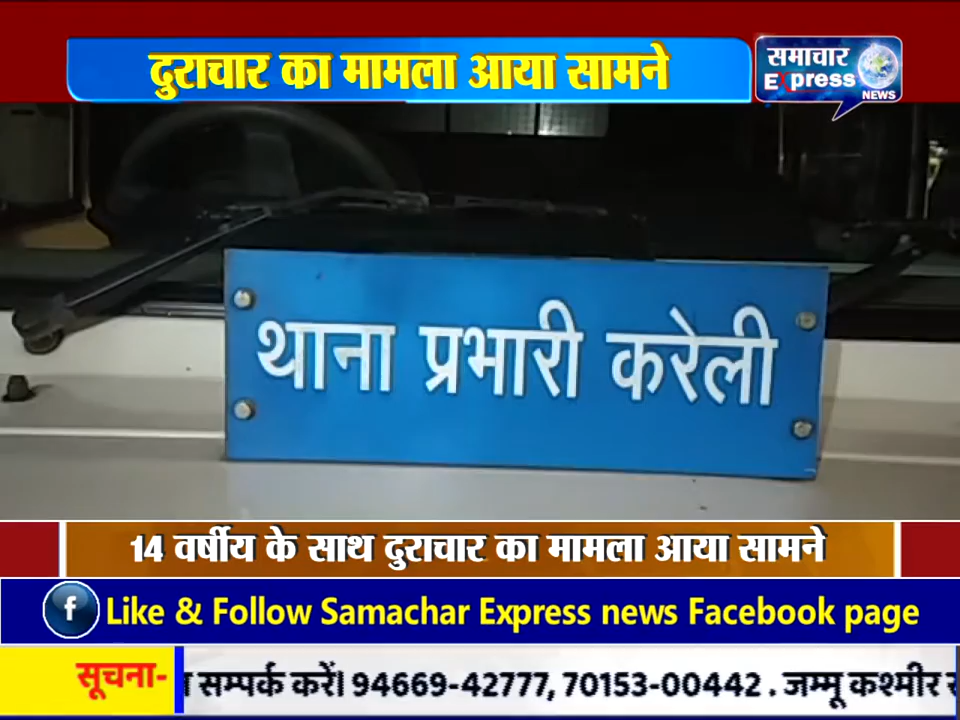 दुराचार का मामला आया सामने
समाचार
Express
NEWS
थाना प्रभारी करेली
14 वर्षीय के साथ दुराचार का मामला आया सामने
f Like & Follow Samachar Express news Facebook page
सूचना- सम्पर्क करें। 94669-42777, 70153-00442 . जम्मू कश्मीर